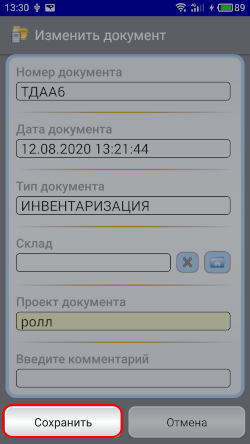 13:30 89
Изменить документ
Номер документа
ТДАА6
Дата документа
12.08.2020 13:21:44
Тип документа
ИНВЕНТАРИЗАЦИЯ
Склад
Проект документа
ролл
Введите комментарий
Сохранить Отмена